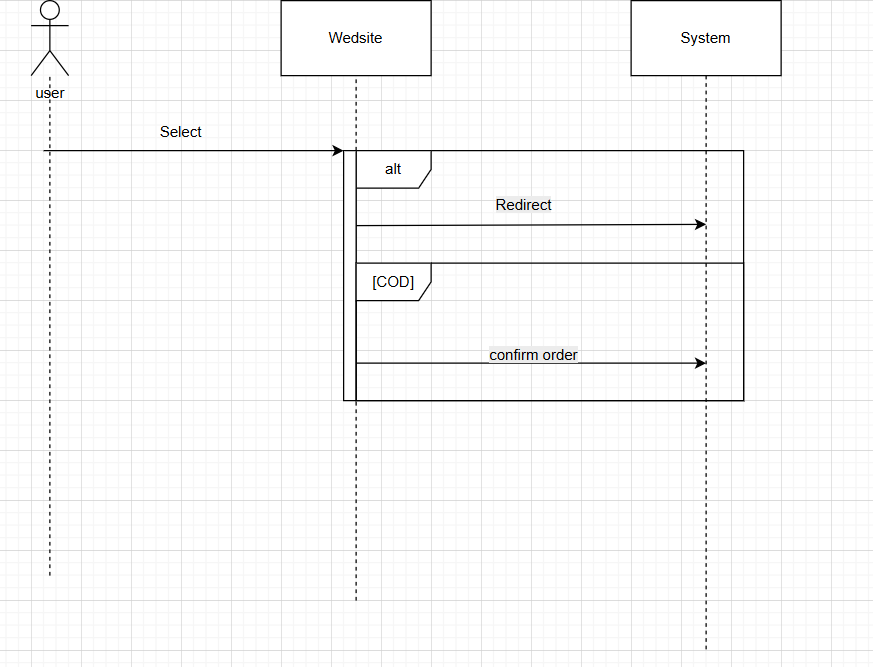 Wedsite
System
user
Select
alt
Redirect
[COD]
confirm order